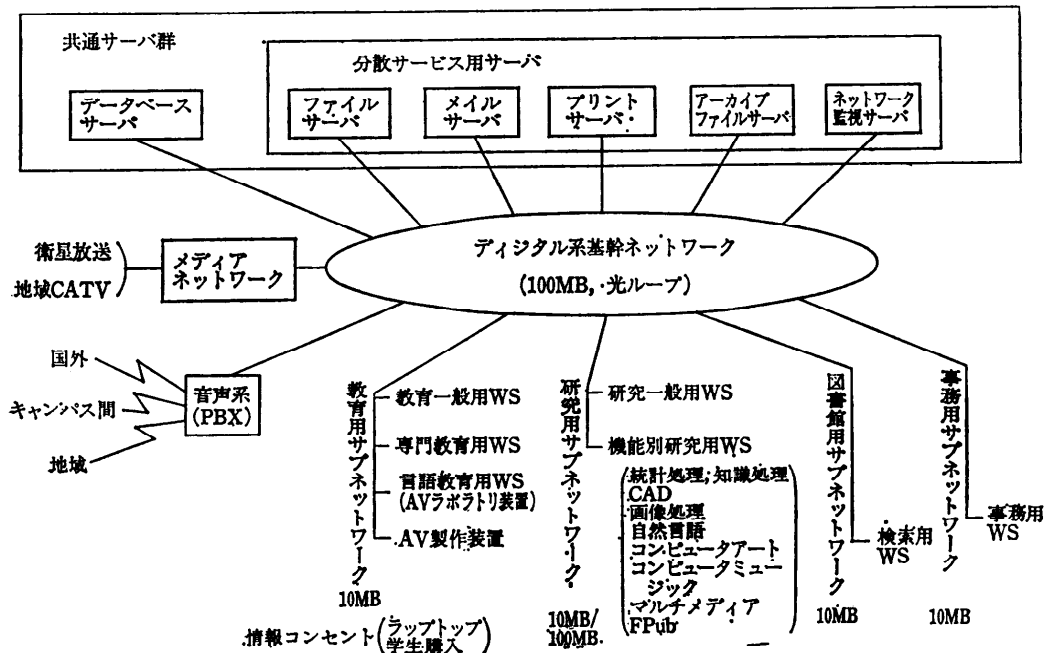 共通サーバ群
分散サービス用サーバ
データベース
サーバ
ファイル
サーバ
メイル
サーバ
プリント
サーバ
アーカイブ
ファイルサーバ
ネットワーク
監視サーバ
ディジタル系基幹ネットワーク
(100MB, 光ループ)
衛星放送
地域CATV
メディア
ネットワーク
国外
キャンパス間
地域
音声系
(PBX)
教育用サブネットワーク
教育一般用WS
専門教育用WS
言語教育用WS
(AVラボラトリ装置)
AV製作装置
10MB
情報コンセント(ラップトップ
学生購入)
研究用サブネットワーク
研究一般用WS
機能別研究用WS
(統計処理;知識処理
CAD
画像処理
自然言語
コンピュータアート
コンピュータミュー
ジック
マルチメディア
FPub)
10MB/
100MB
図書館用サブネットワーク
検索用
WS
10MB
事務用サブネットワーク
事務用
WS
10MB